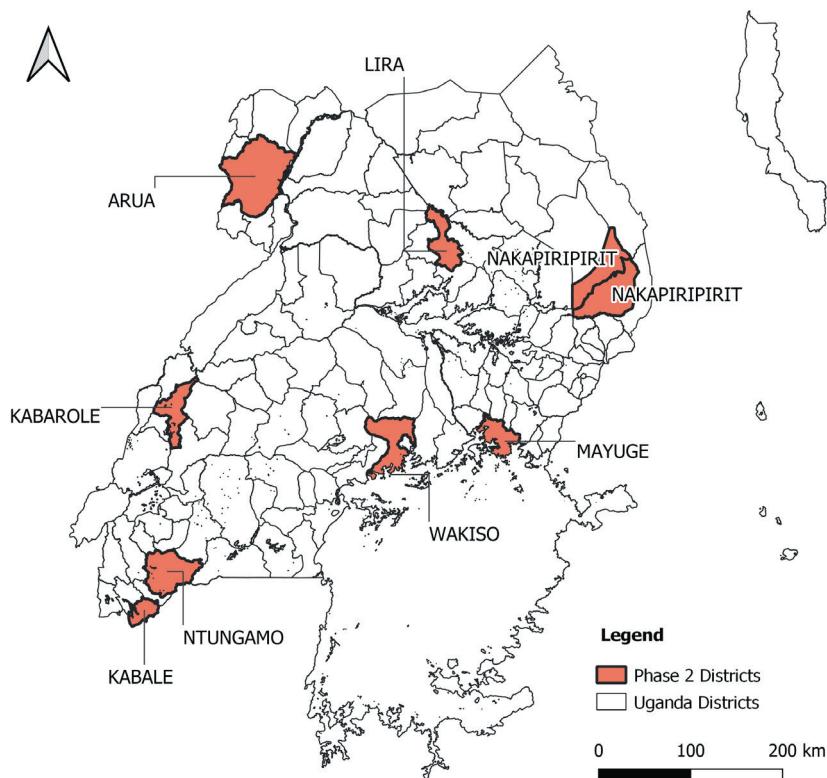 LIRA
ARUA
NAKAPIRIPIRIT
NAKAPIRIPIRIT
KABAROLE
MAYUGE
WAKISO
NTUNGAMO
KABALE
Legend
Phase 2 Districts
Uganda Districts
0 100 200 km